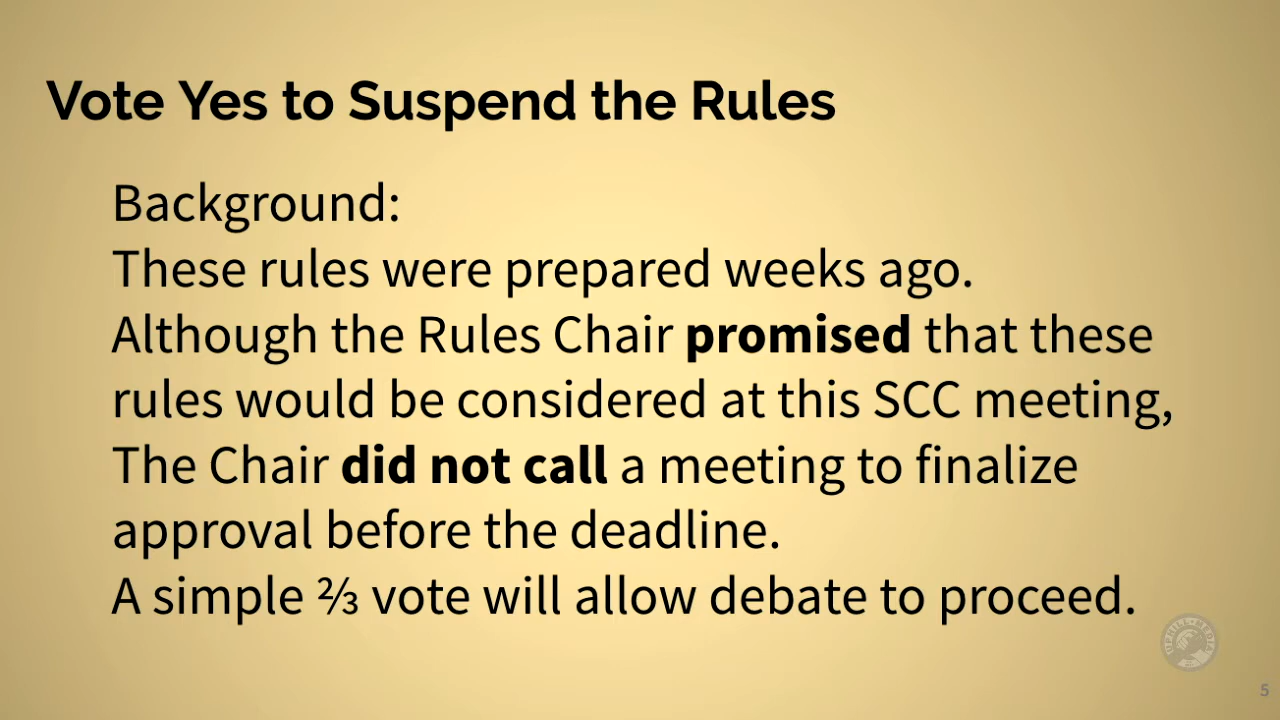 Vote Yes to Suspend the Rules
Background:
These rules were prepared weeks ago.
Although the Rules Chair promised that these
rules would be considered at this SCC meeting,
The Chair did not call a meeting to finalize
approval before the deadline.
A simple ⅔ vote will allow debate to proceed.
UPHILL MEDIA
5